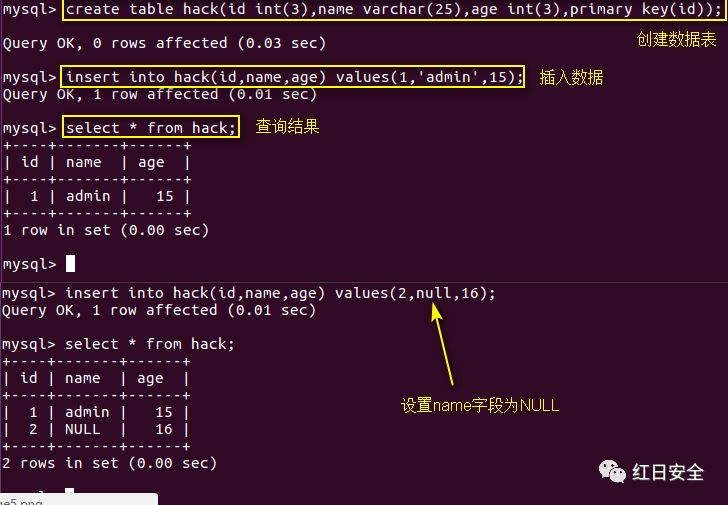 mysql> create table hack(id int(3),name varchar(25),age int(3),primary key(id));
Query OK, 0 rows affected (0.03 sec)
创建数据表
mysql> insert into hack(id,name,age) values(1,'admin',15);
插入数据
Query OK, 1 row affected (0.01 sec)
mysql> select * from hack;
查询结果
+----+-------+------+
| id | name  | age  |
+----+-------+------+
|  1 | admin |   15 |
+----+-------+------+
1 row in set (0.00 sec)
mysql>
mysql> insert into hack(id,name,age) values(2,null,16);
Query OK, 1 row affected (0.01 sec)
mysql> select * from hack;
+----+-------+------+
| id | name  | age  |
+----+-------+------+
|  1 | admin |   15 |
|  2 | NULL  |   16 |
+----+-------+------+
设置name字段为NULL
2 rows in set (0.00 sec)
红日安全
ge5.png